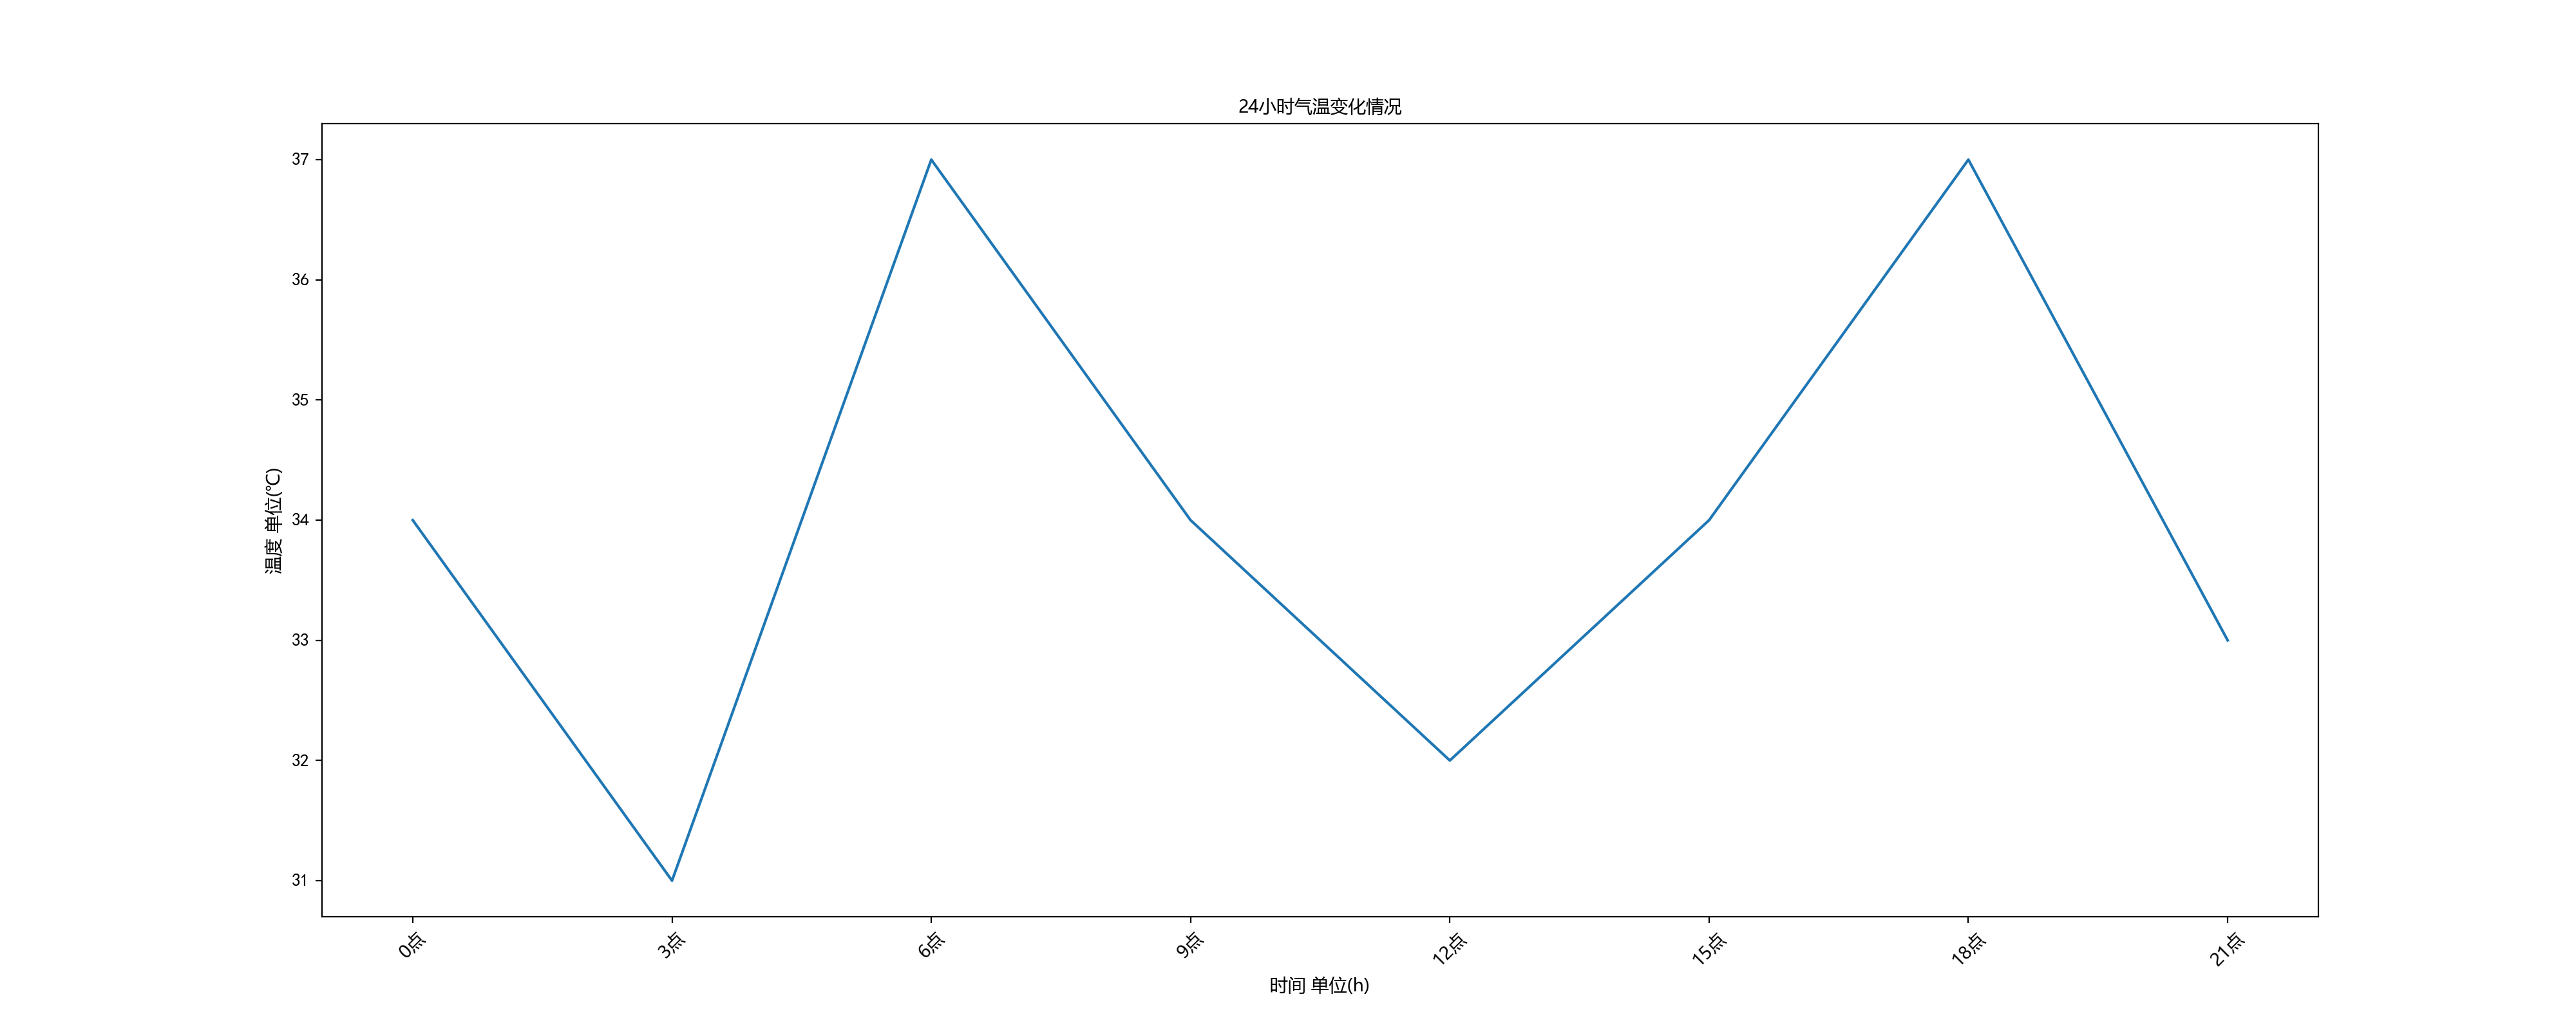 24小时气温变化情况
37
36
35
34
33
32
31
温度 单位(℃)
0点
3点
6点
9点
12点
15点
18点
21点
时间 单位(h)